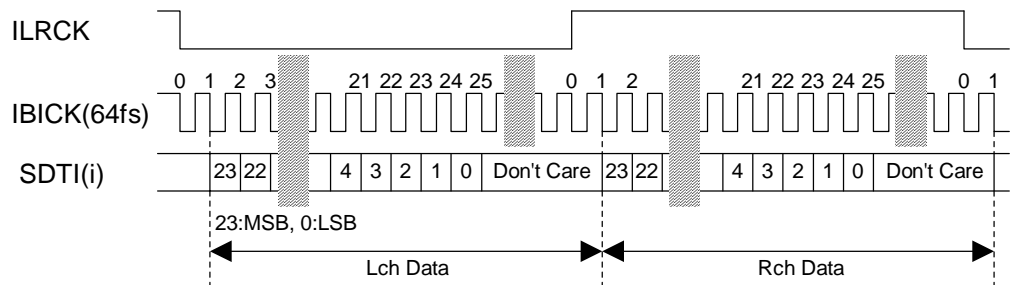 ILRCK
0 1 2 3 21 22 23 24 25 0 1 2 21 22 23 24 25 0 1
IBICK(64fs)
SDTI(i)
23 22 4 3 2 1 0 Don't Care 23 22 4 3 2 1 0 Don't Care
23:MSB, 0:LSB
Lch Data Rch Data